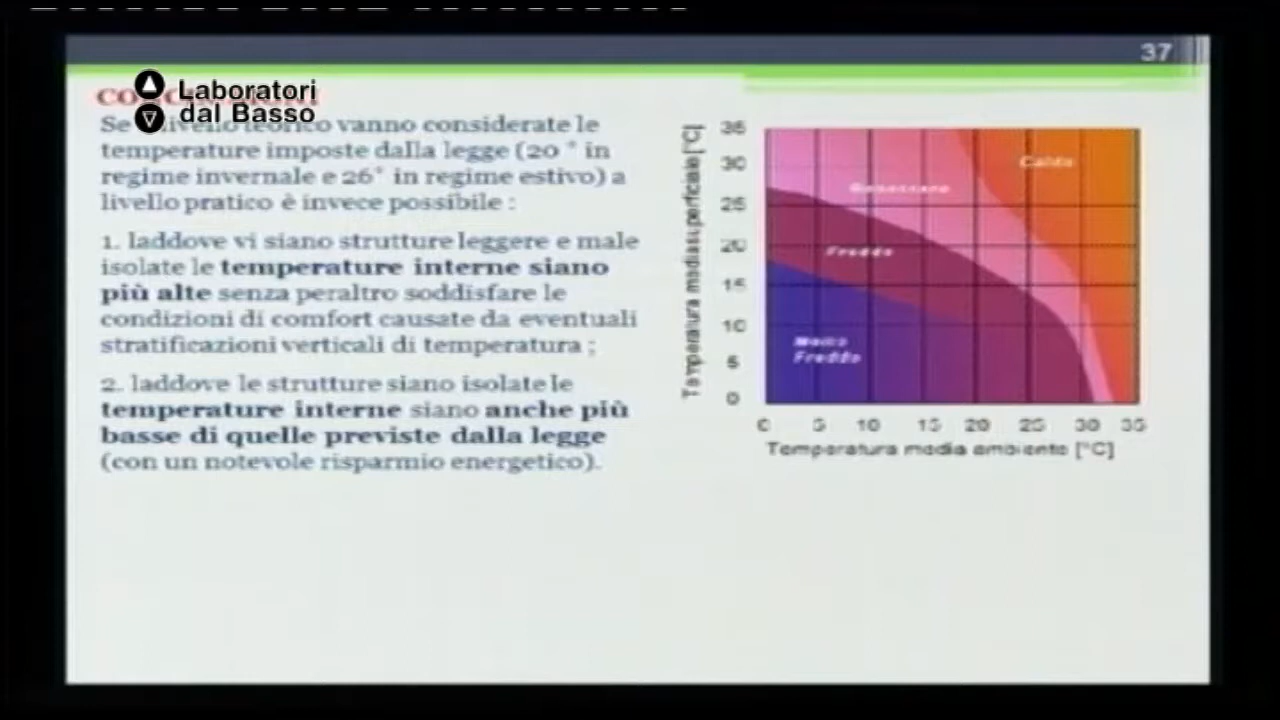 37
Laboratori
dal Basso
Se livello teorico vanno considerate le
temperature imposte dalla legge (20 ° in
regime invernale e 26° in regime estivo) a
livello pratico è invece possibile :
1. laddove vi siano strutture leggere e male
isolate le temperature interne siano
più alte senza peraltro soddisfare le
condizioni di comfort causate da eventuali
stratificazioni verticali di temperatura ;
2. laddove le strutture siano isolate le
temperature interne siano anche più
basse di quelle previste dalla legge
(con un notevole risparmio energetico).
Temperatura media superficiale [°C]
35
30
25
20
15
10
5
0
Caldo
Benessere
Freddo
Molto
Freddo
0 5 10 15 20 25 30 35
Temperatura media ambiente [°C]